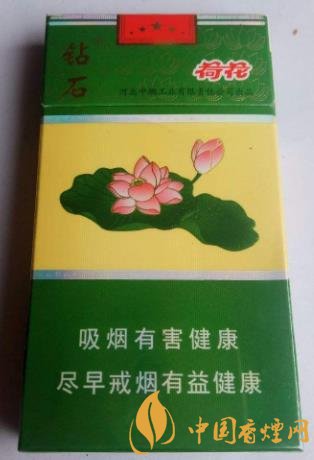 钻石
荷花
河北中烟工业有限责任公司出品
吸烟有害健康
尽早戒烟有益健康
中国香烟网